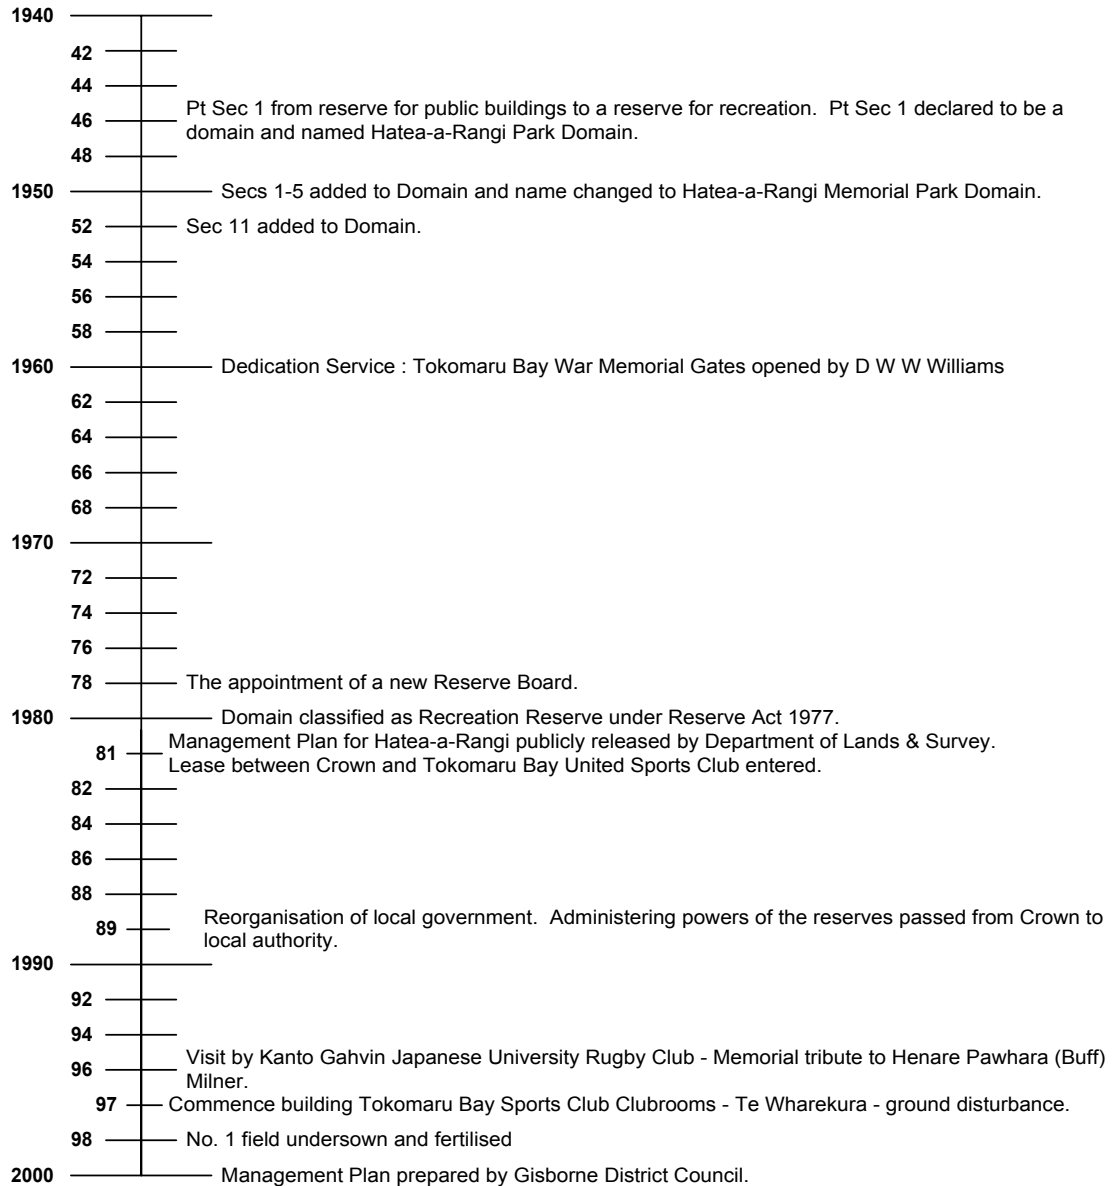 1940
42
44
Pt Sec 1 from reserve for public buildings to a reserve for recreation.  Pt Sec 1 declared to be a
46
domain and named Hatea-a-Rangi Park Domain.
48
1950 Secs 1-5 added to Domain and name changed to Hatea-a-Rangi Memorial Park Domain.
52 Sec 11 added to Domain.
54
56
58
1960 Dedication Service : Tokomaru Bay War Memorial Gates opened by D W W Williams
62
64
66
68
1970
72
74
76
78 The appointment of a new Reserve Board.
1980 Domain classified as Recreation Reserve under Reserve Act 1977.
Management Plan for Hatea-a-Rangi publicly released by Department of Lands & Survey.
81
Lease between Crown and Tokomaru Bay United Sports Club entered.
82
84
86
88
Reorganisation of local government.  Administering powers of the reserves passed from Crown to
89
local authority.
1990
92
94
Visit by Kanto Gahvin Japanese University Rugby Club - Memorial tribute to Henare Pawhara (Buff)
96
Milner.
97 Commence building Tokomaru Bay Sports Club Clubrooms - Te Wharekura - ground disturbance.
98 No. 1 field undersown and fertilised
2000 Management Plan prepared by Gisborne District Council.